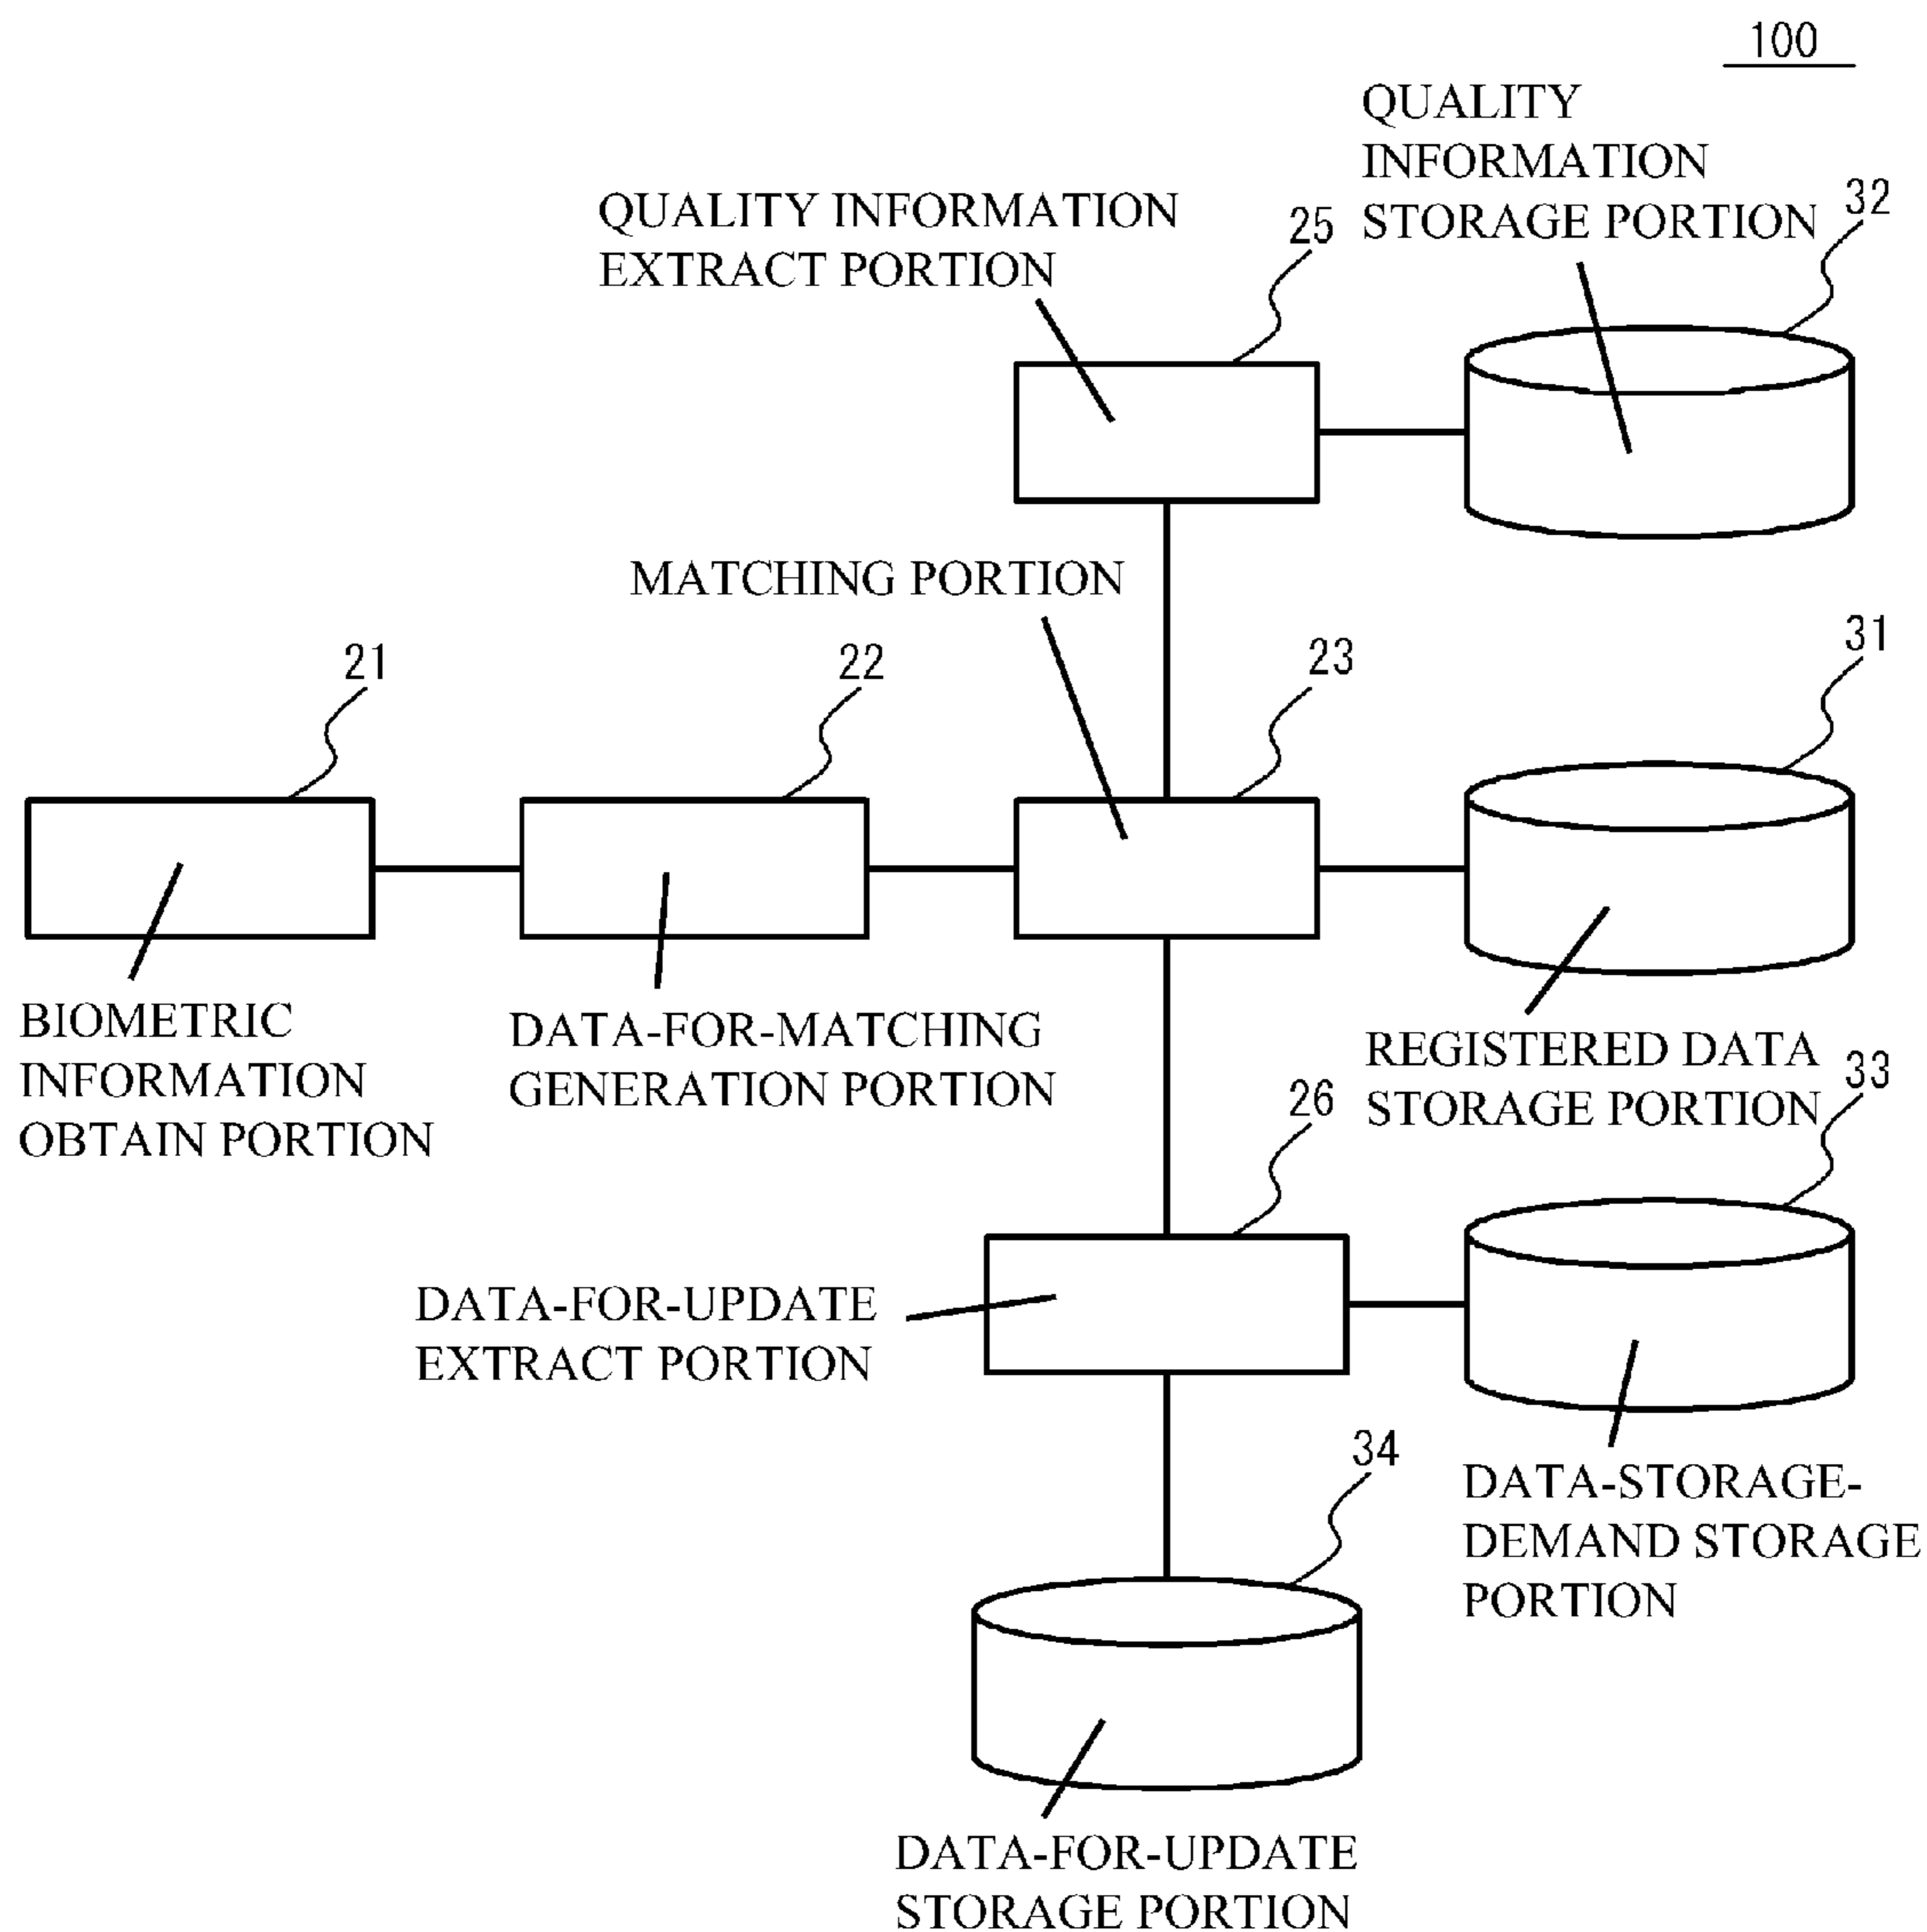 100
QUALITY
INFORMATION
STORAGE PORTION
32
QUALITY INFORMATION
EXTRACT PORTION
25
MATCHING PORTION
21
22
23
31
BIOMETRIC
INFORMATION
OBTAIN PORTION
DATA-FOR-MATCHING
GENERATION PORTION
REGISTERED DATA
STORAGE PORTION
33
26
DATA-FOR-UPDATE
EXTRACT PORTION
34
DATA-STORAGE-
DEMAND STORAGE
PORTION
DATA-FOR-UPDATE
STORAGE PORTION